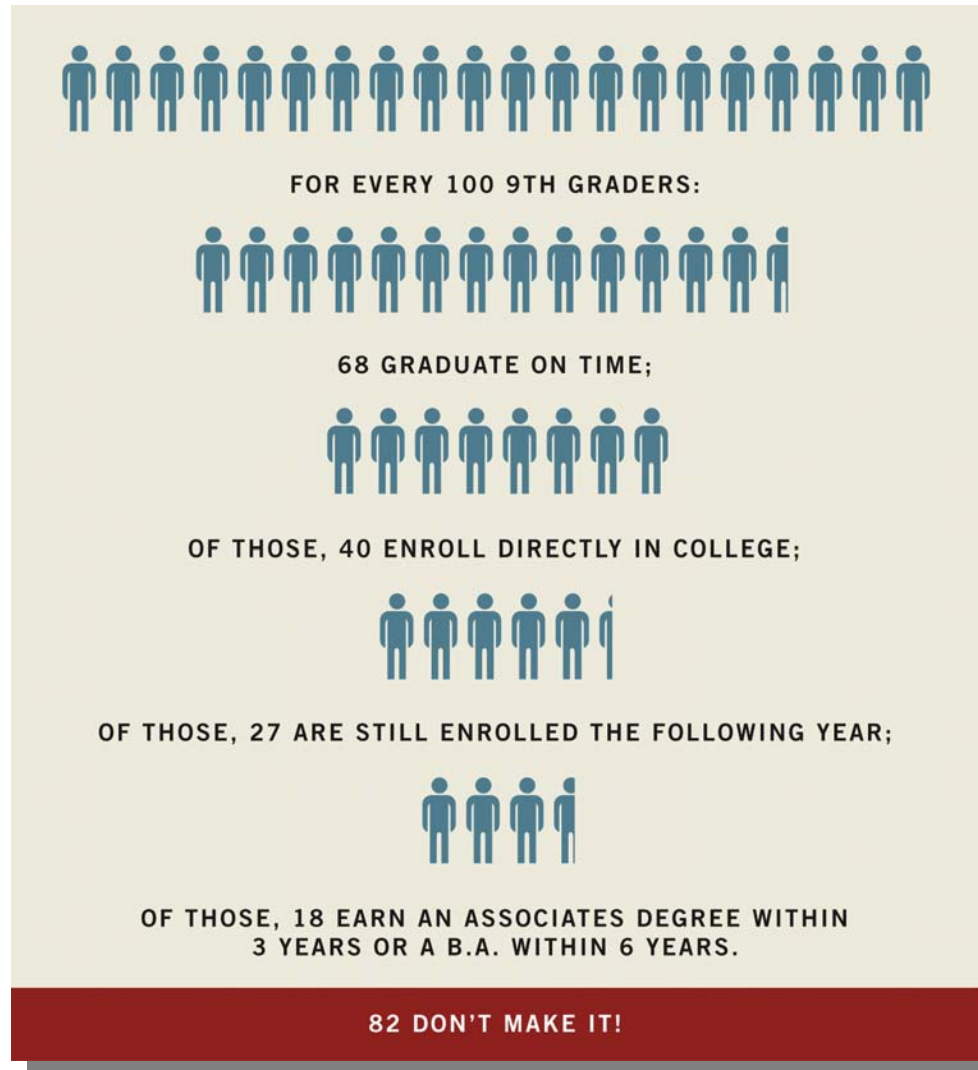 FOR EVERY 100 9TH GRADERS:
68 GRADUATE ON TIME;
OF THOSE, 40 ENROLL DIRECTLY IN COLLEGE;
OF THOSE, 27 ARE STILL ENROLLED THE FOLLOWING YEAR;
OF THOSE, 18 EARN AN ASSOCIATES DEGREE WITHIN
3 YEARS OR A B.A. WITHIN 6 YEARS.
82 DON'T MAKE IT!